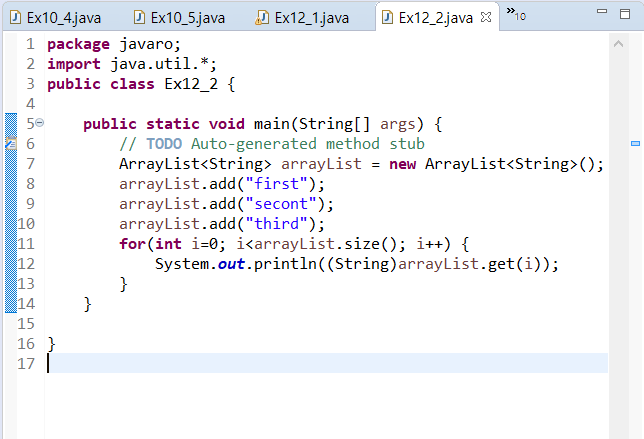 Ex10_4.java Ex10_5.java Ex12_1.java Ex12_2.java »10
1 package javaro;
2 import java.util.*;
3 public class Ex12_2 {
4
5     public static void main(String[] args) {
6         // TODO Auto-generated method stub
7         ArrayList<String> arrayList = new ArrayList<String>();
8         arrayList.add("first");
9         arrayList.add("secont");
10         arrayList.add("third");
11         for(int i=0; i<arrayList.size(); i++) {
12             System.out.println((String)arrayList.get(i));
13         }
14     }
15
16 }
17